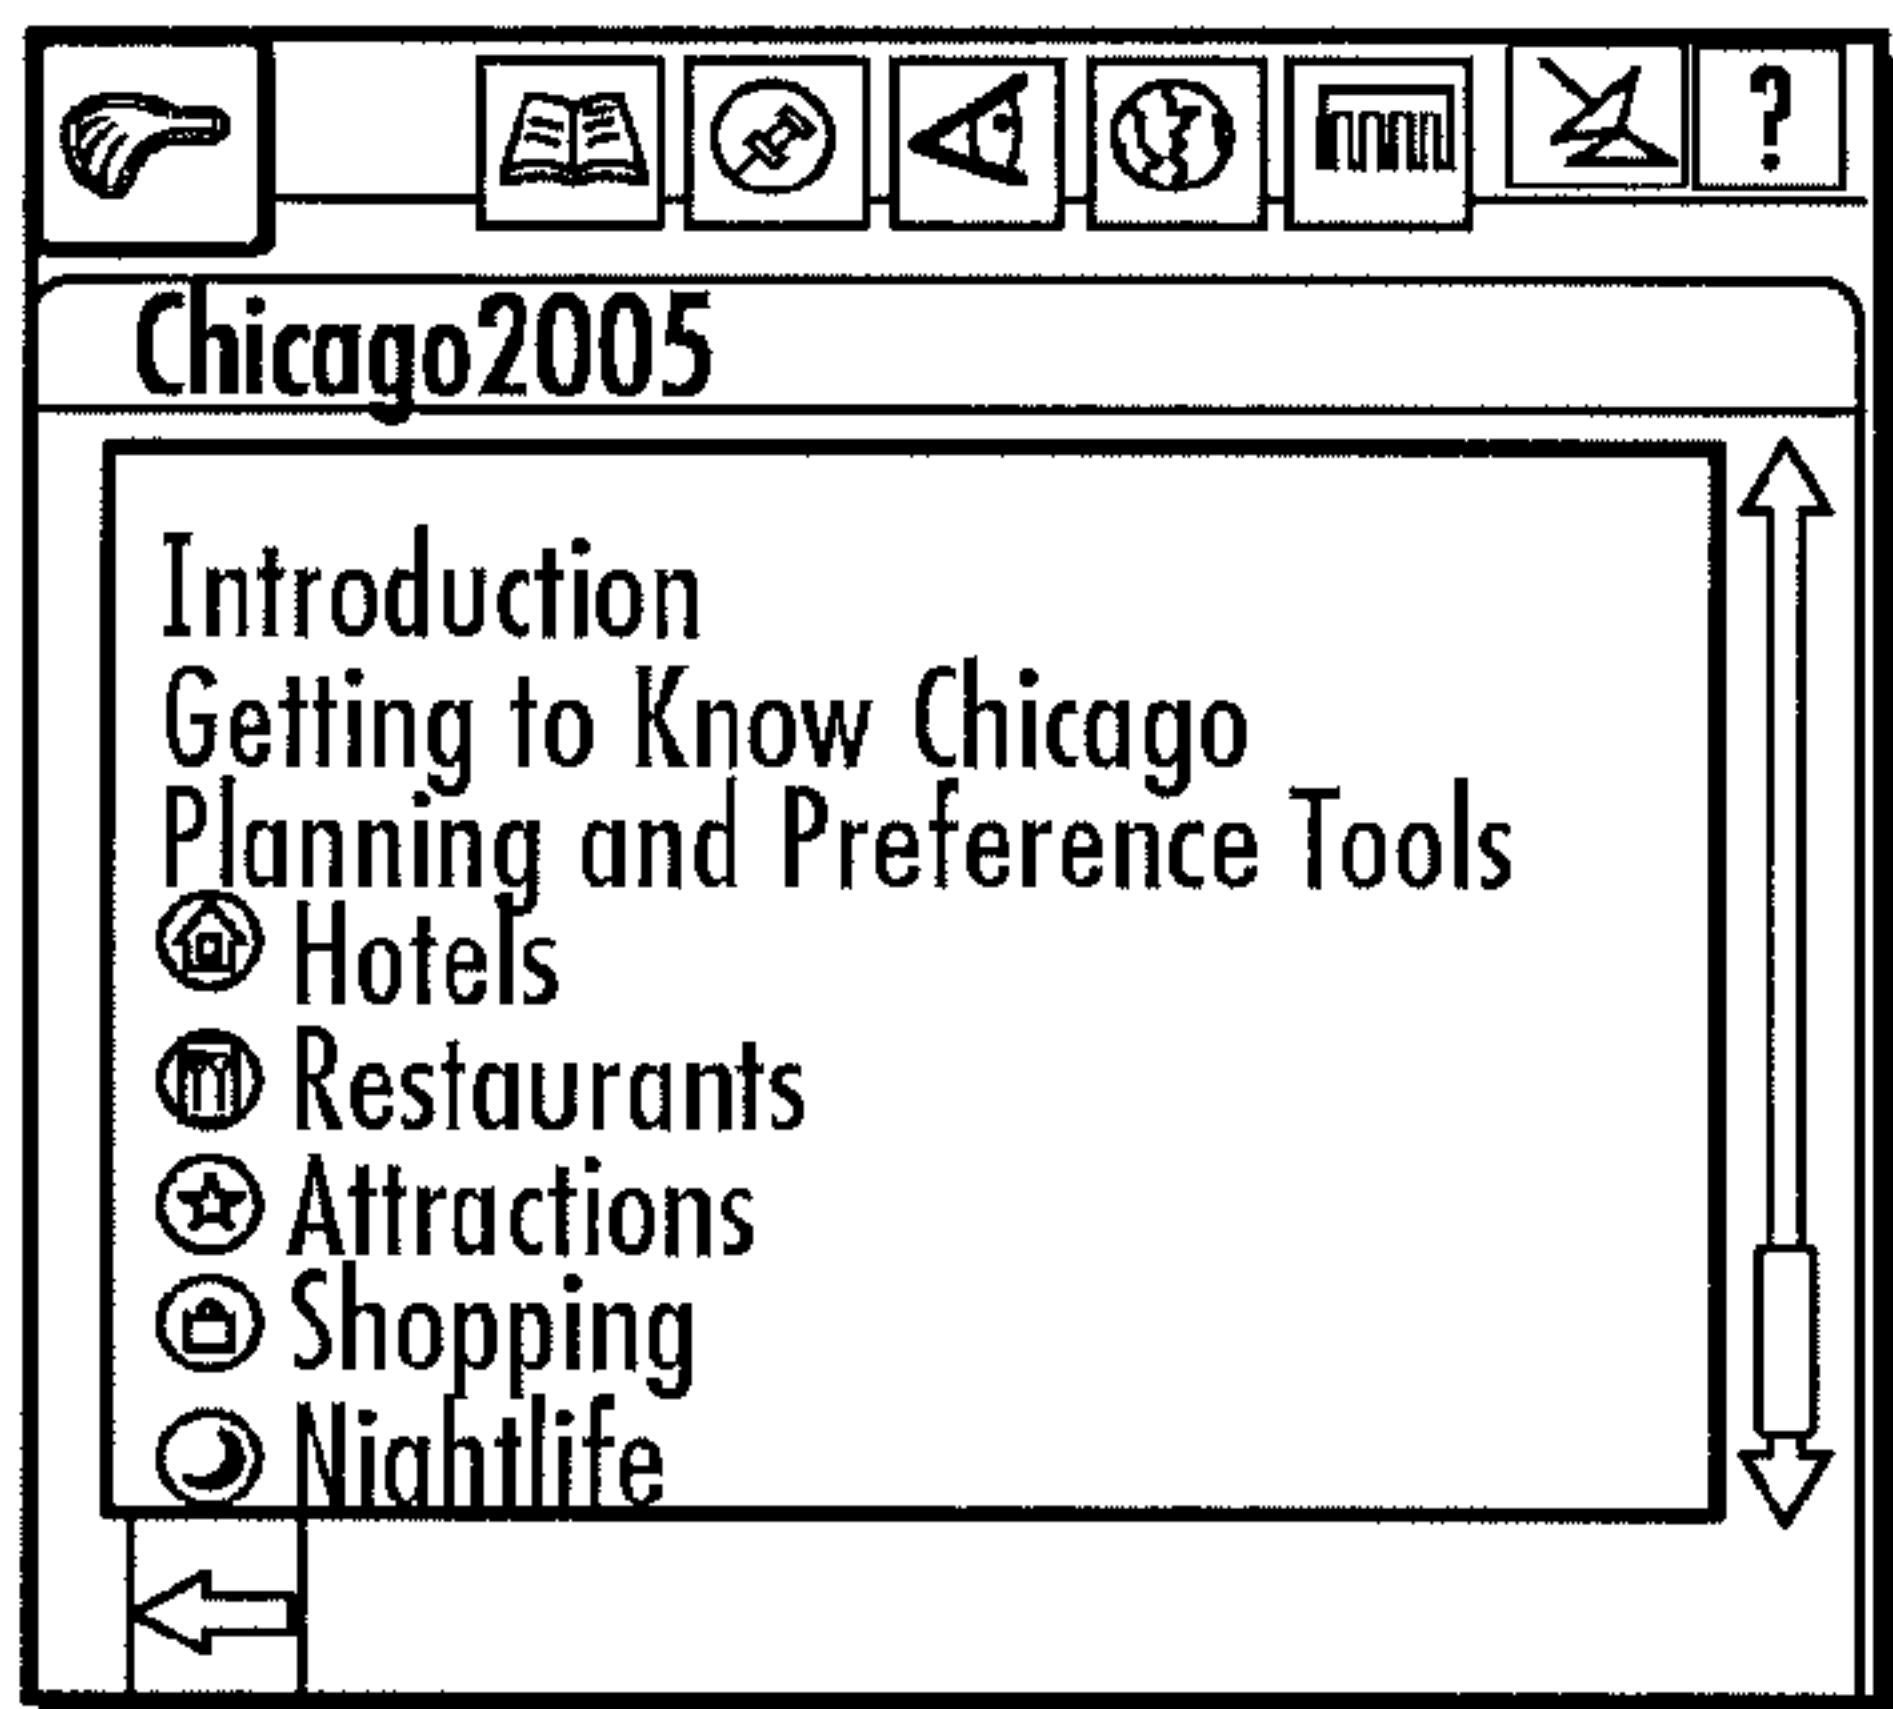 ?
Chicago2005
Introduction
Getting to Know Chicago
Planning and Preference Tools
Hotels
Restaurants
Attractions
Shopping
Nightlife